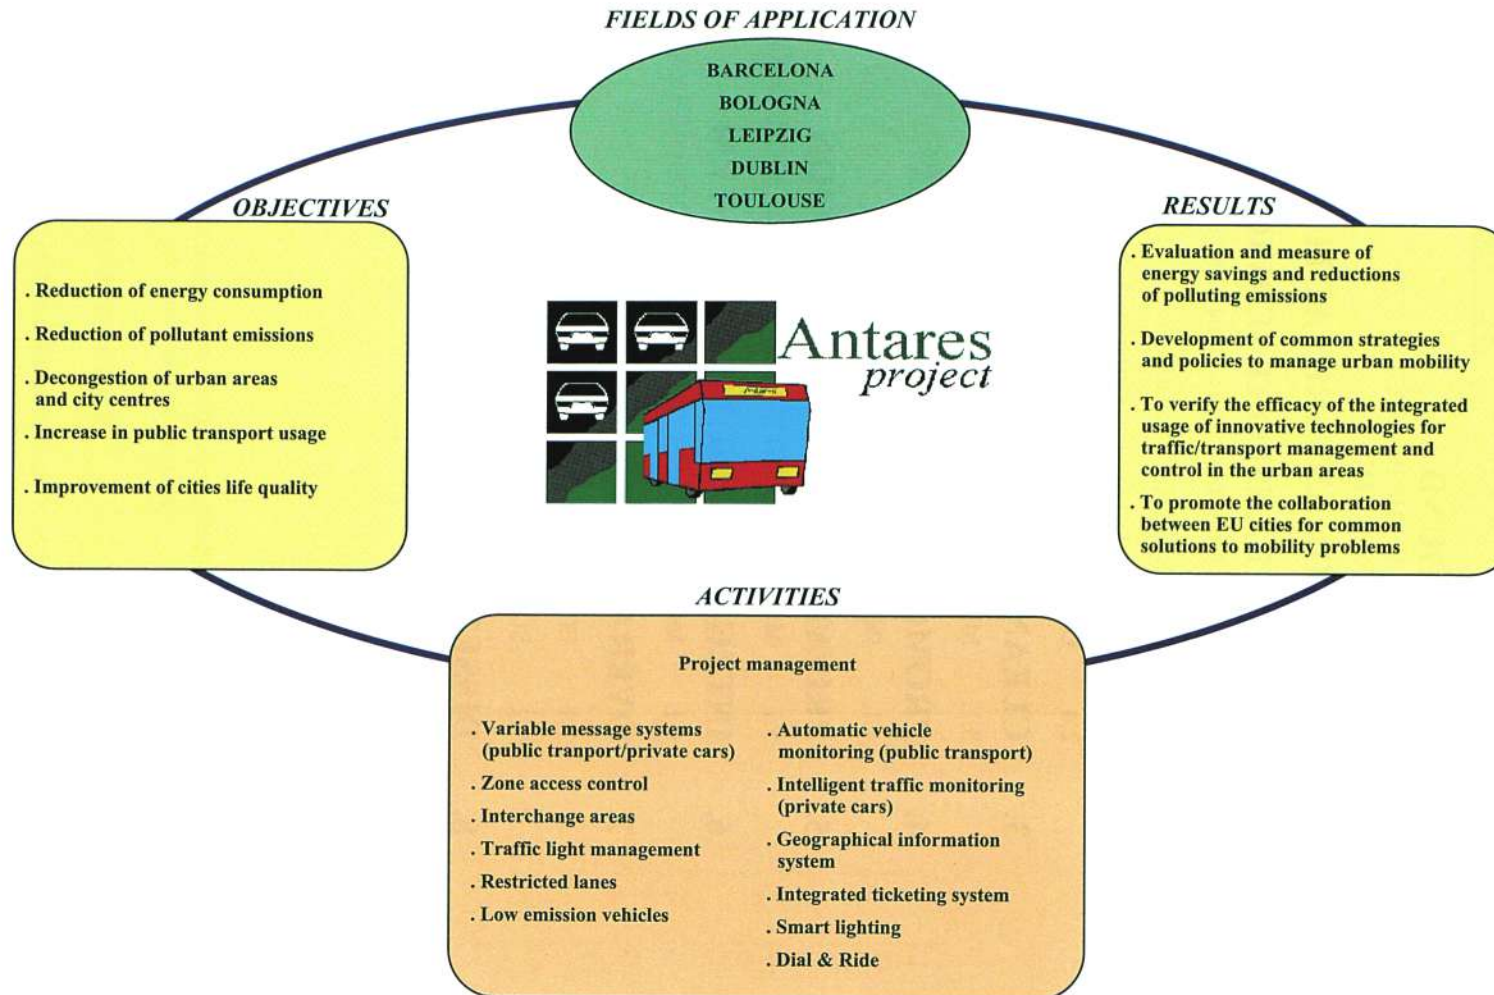 FIELDS OF APPLICATION
BARCELONA
BOLOGNA
LEIPZIG
DUBLIN
TOULOUSE
OBJECTIVES
. Reduction of energy consumption
. Reduction of pollutant emissions
. Decongestion of urban areas
and city centres
. Increase in public transport usage
. Improvement of cities life quality
Antares
project
Antares
RESULTS
. Evaluation and measure of
energy savings and reductions
of polluting emissions
. Development of common strategies
and policies to manage urban mobility
. To verify the efficacy of the integrated
usage of innovative technologies for
traffic/transport management and
control in the urban areas
. To promote the collaboration
between EU cities for common
solutions to mobility problems
ACTIVITIES
Project management
. Variable message systems
(public tranport/private cars)
. Zone access control
. Interchange areas
. Traffic light management
. Restricted lanes
. Low emission vehicles
. Automatic vehicle
monitoring (public transport)
. Intelligent traffic monitoring
(private cars)
. Geographical information
system
. Integrated ticketing system
. Smart lighting
. Dial & Ride